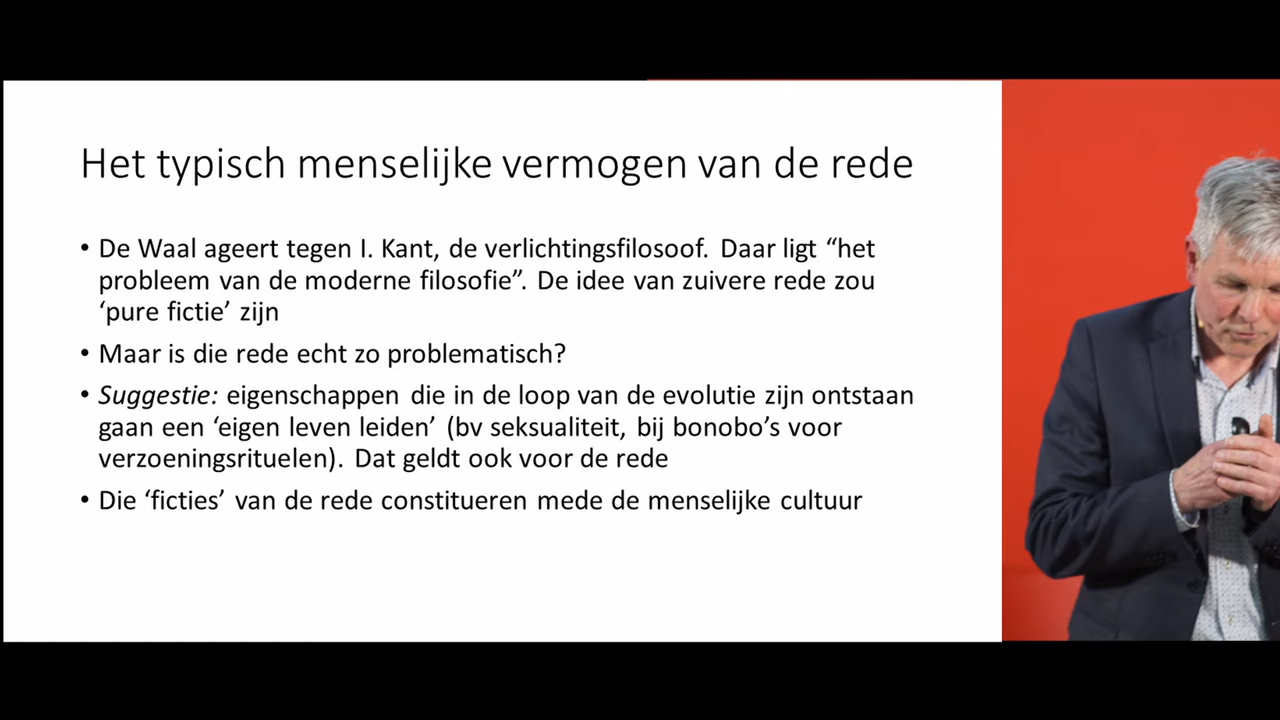 Het typisch menselijke vermogen van de rede
• De Waal ageert tegen I. Kant, de verlichtingsfilosoof. Daar ligt “het
probleem van de moderne filosofie”. De idee van zuivere rede zou
‘pure fictie’ zijn
• Maar is die rede echt zo problematisch?
• Suggestie: eigenschappen die in de loop van de evolutie zijn ontstaan
gaan een ‘eigen leven leiden’ (bv seksualiteit, bij bonobo’s voor
verzoeningsrituelen). Dat geldt ook voor de rede
• Die ‘ficties’ van de rede constitueren mede de menselijke cultuur